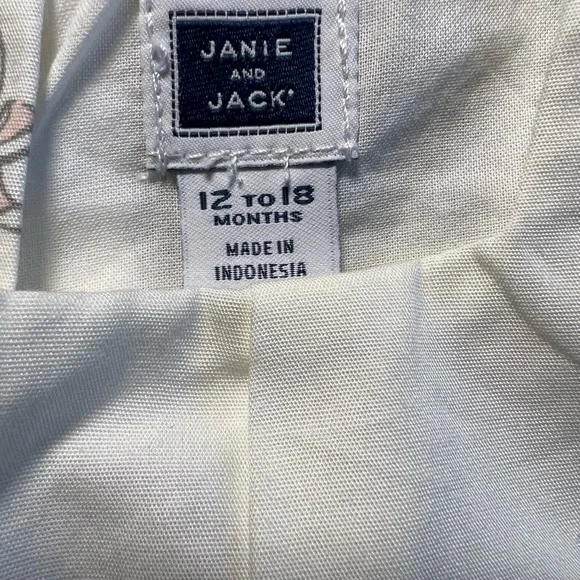 JANIE
AND
JACK
12 TO 18
MONTHS
MADE IN
INDONESIA